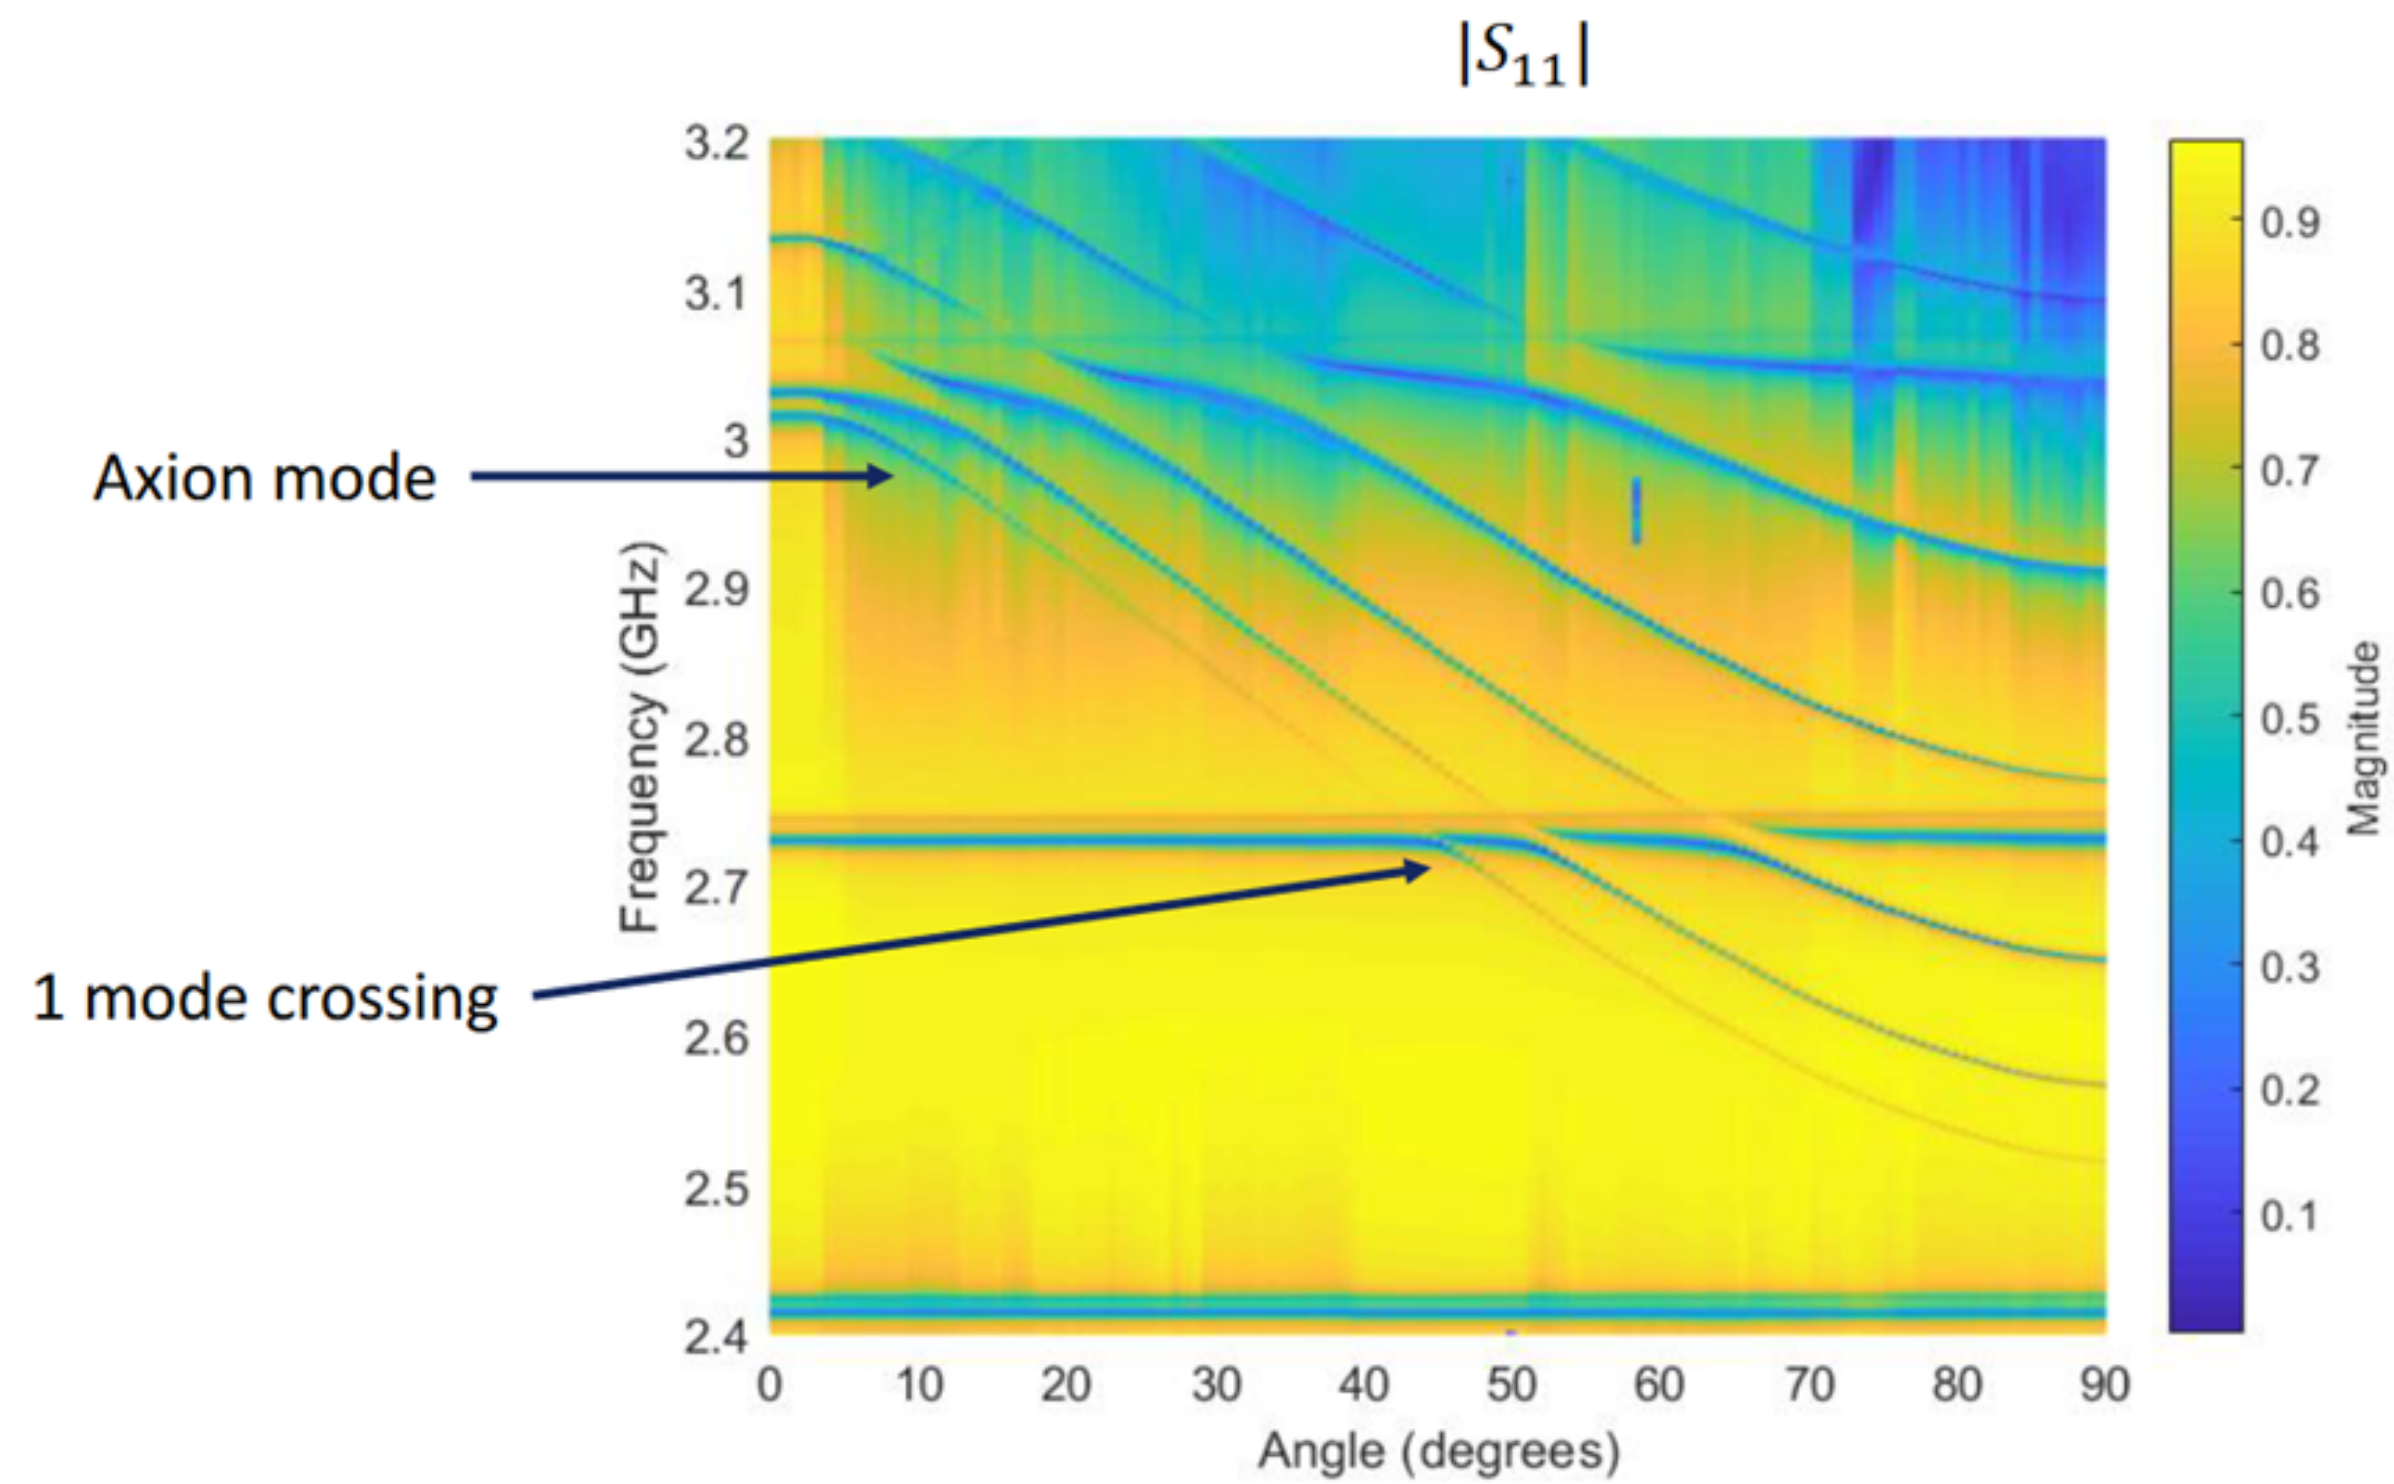 |S₁₁|
3.2
3.1
3
2.9
2.8
2.7
2.6
2.5
2.4
Frequency (GHz)
Axion mode
1 mode crossing
0 10 20 30 40 50 60 70 80 90
Angle (degrees)
0.9
0.8
0.7
0.6
0.5
0.4
0.3
0.2
0.1
Magnitude